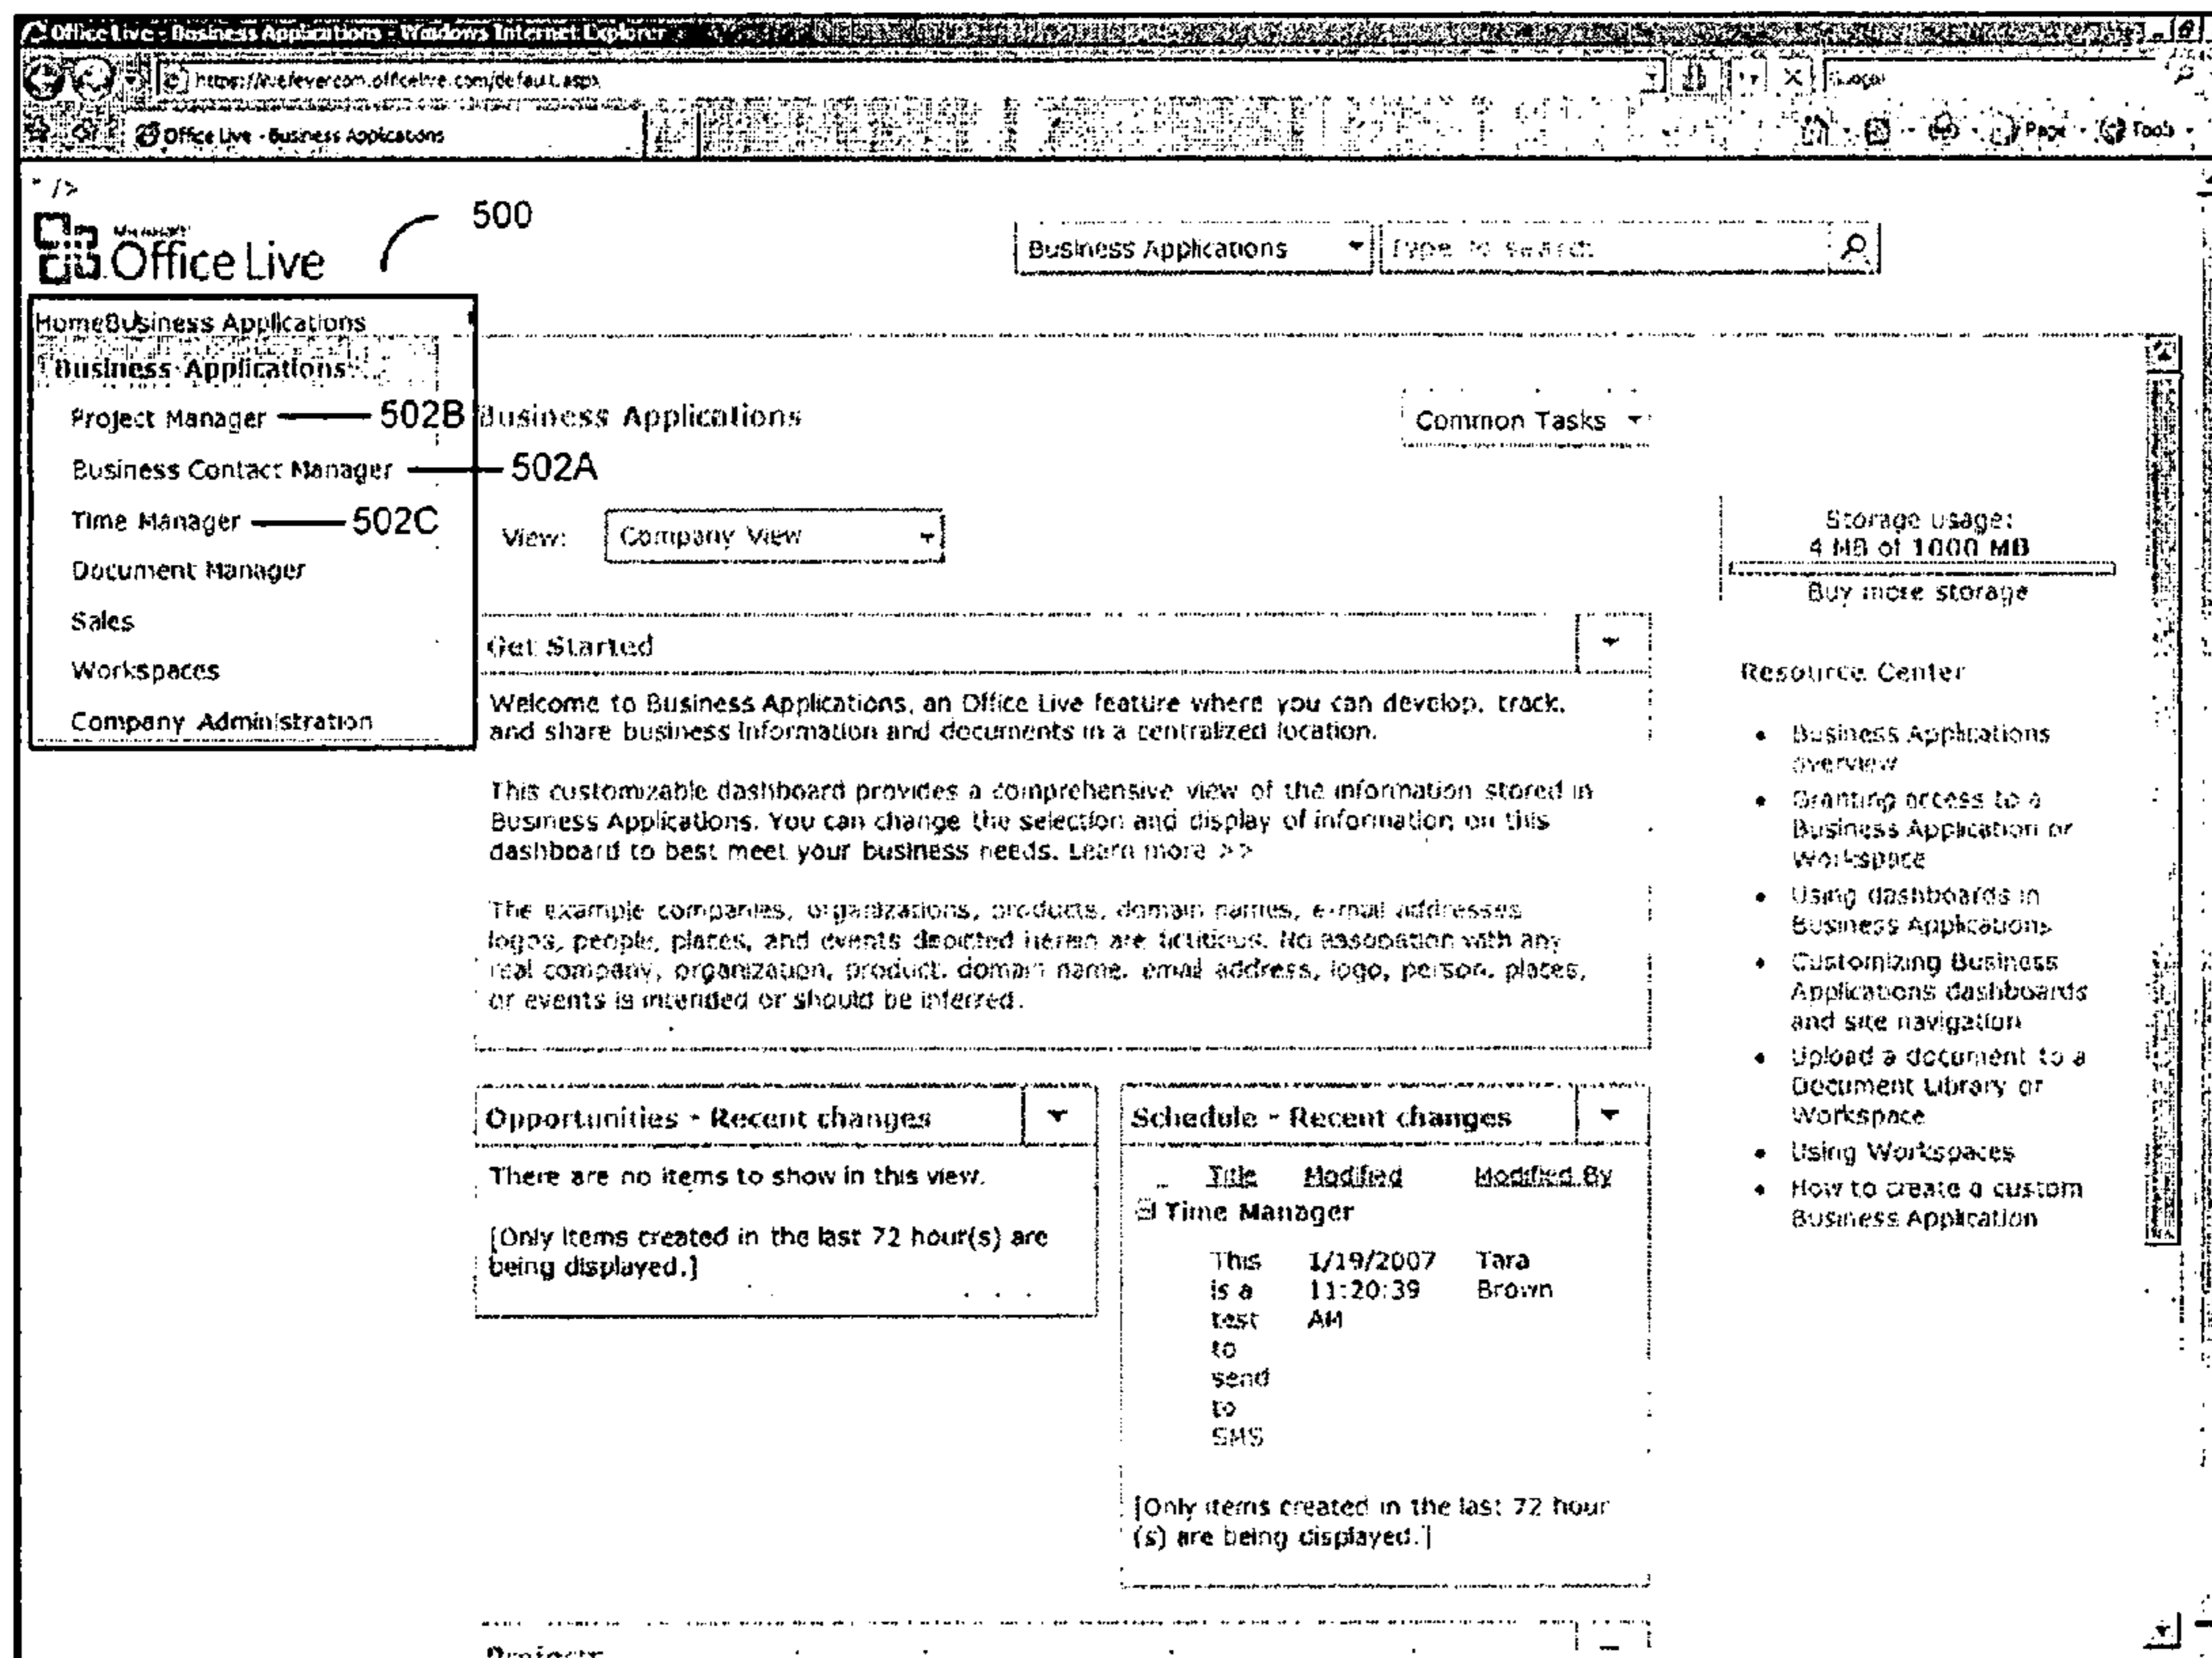 Office Live - Business Applications - Windows Internet Explorer
Office Live - Business Applications
Page
Tools
" />
500
Microsoft
Office Live
Business Applications
Type to search
HomeBusiness Applications
Business Applications
Project Manager
502B
Business Applications
Common Tasks
Business Contact Manager
502A
Time Manager
502C
View:
Company View
Storage usage:
4 MB of 1000 MB
Buy more storage
Document Manager
Sales
Workspaces
Company Administration
Get Started
Welcome to Business Applications, an Office Live feature where you can develop, track,
and share business information and documents in a centralized location.
This customizable dashboard provides a comprehensive view of the information stored in
Business Applications. You can change the selection and display of information on this
dashboard to best meet your business needs. Learn more >>
The example companies, organizations, products, domain names, e-mail addresses
logos, people, places, and events depicted herein are fictitious. No association with any
real company, organization, product, domain name, email address, logo, person, places,
or events is intended or should be inferred.
Resource Center
• Business Applications
overview
• Granting access to a
Business Application or
Workspace
• Using dashboards in
Business Applications
• Customizing Business
Applications dashboards
and site navigation
• Upload a document to a
Document Library or
Workspace
• Using Workspaces
• How to create a custom
Business Application
Opportunities - Recent changes
There are no items to show in this view.
[Only items created in the last 72 hour(s) are
being displayed.]
Schedule - Recent changes
Title Modified Modified By
Time Manager
This 1/19/2007 Tara
is a 11:20:39 Brown
test AM
to
send
to
SMS
[Only items created in the last 72 hour
(s) are being displayed.]
Projects